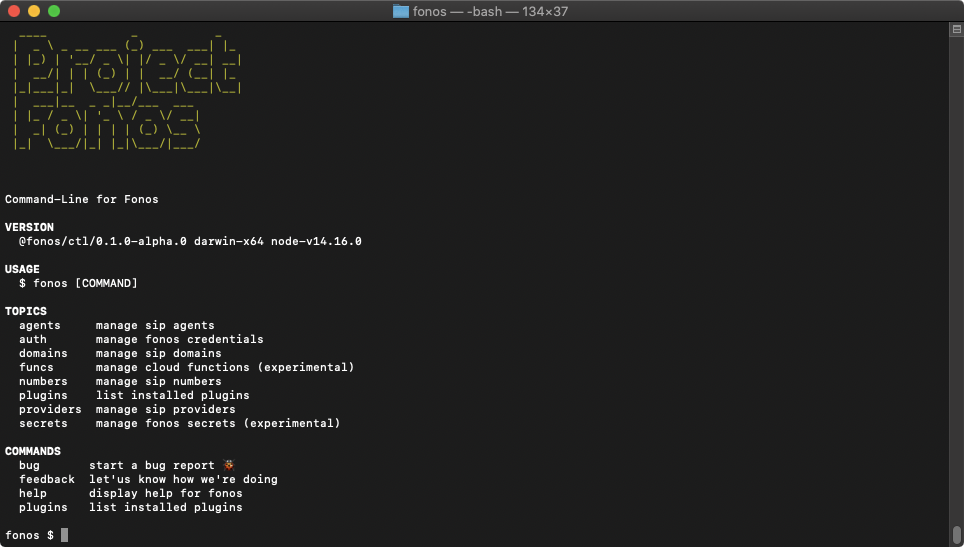 fonos — -bash — 134×37
Project
Fonos
Command-Line for Fonos
VERSION
@fonos/ctl/0.1.0-alpha.0 darwin-x64 node-v14.16.0
USAGE
$ fonos [COMMAND]
TOPICS
agents manage sip agents
auth manage fonos credentials
domains manage sip domains
funcs manage cloud functions (experimental)
numbers manage sip numbers
plugins list installed plugins
providers manage sip providers
secrets manage fonos secrets (experimental)
COMMANDS
bug start a bug report 🐞
feedback let'us know how we're doing
help display help for fonos
plugins list installed plugins
fonos $